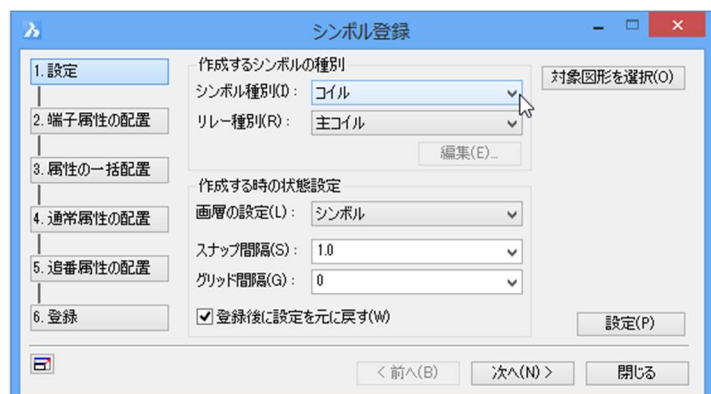 シンボル登録
1. 設定
2. 端子属性の配置
3. 属性の一括配置
4. 通常属性の配置
5. 追番属性の配置
6. 登録
作成するシンボルの種別
シンボル種別(I): コイル
リレー種別(R): 主コイル
編集(E)...
作成する時の状態設定
画層の設定(L): シンボル
スナップ間隔(S): 1.0
グリッド間隔(G): 0
登録後に設定を元に戻す(W)
対象図形を選択(O)
設定(P)
< 前へ(B) 次へ(N) > 閉じる